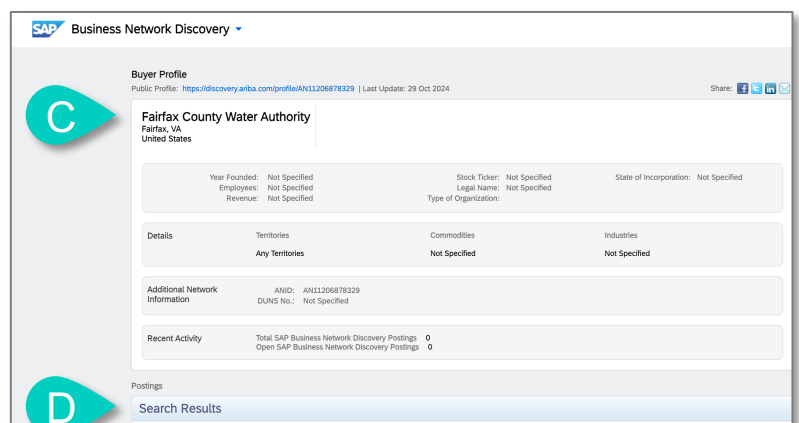 SAP Business Network Discovery
Buyer Profile
Public Profile: https://discovery.ariba.com/profile/AN11206878329 | Last Update: 29 Oct 2024
Share:
C
Fairfax County Water Authority
Fairfax, VA
United States
Year Founded: Not Specified Stock Ticker: Not Specified State of Incorporation: Not Specified
Employees: Not Specified Legal Name: Not Specified
Revenue: Not Specified Type of Organization:
Details Territories Commodities Industries
Any Territories Not Specified Not Specified
Additional Network Information
ANID: AN11206878329
DUNS No.: Not Specified
Recent Activity Total SAP Business Network Discovery Postings 0
Open SAP Business Network Discovery Postings 0
Postings
D
Search Results